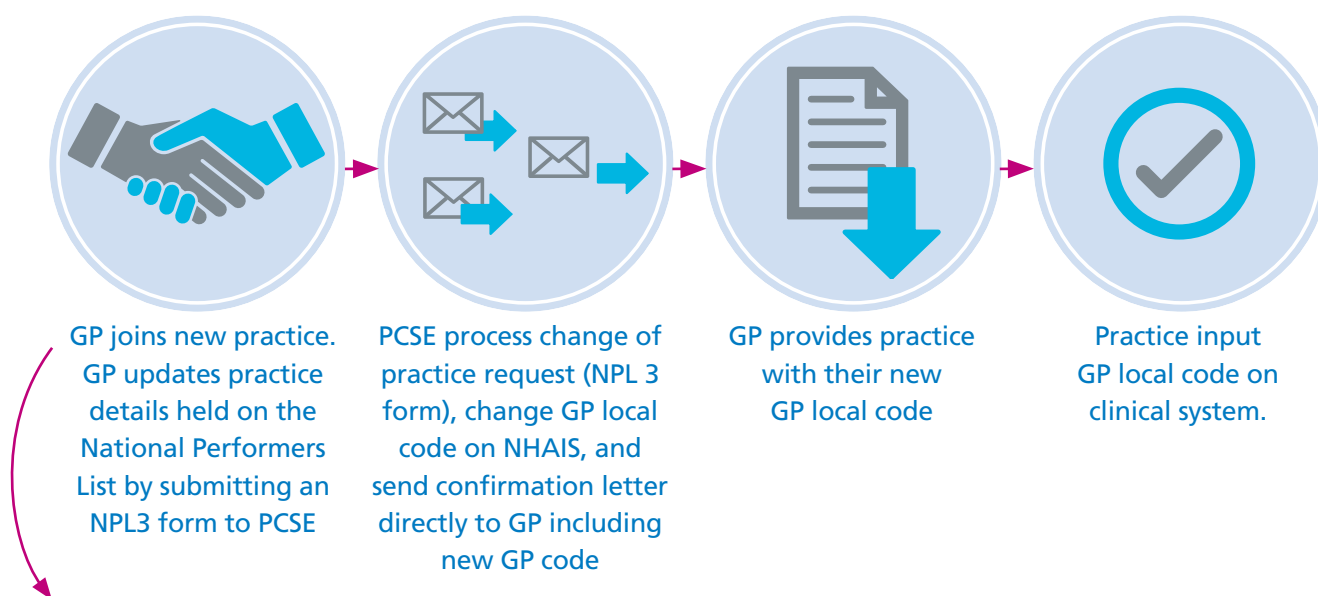 GP joins new practice.
GP updates practice
details held on the
National Performers
List by submitting an
NPL3 form to PCSE
PCSE process change of
practice request (NPL 3
form), change GP local
code on NHAIS, and
send confirmation letter
directly to GP including
new GP code
GP provides practice
with their new
GP local code
Practice input
GP local code on
clinical system.